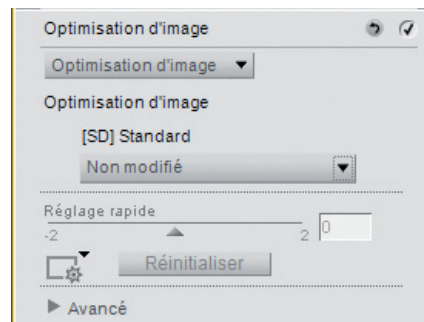 Optimisation d'image
Optimisation d'image
Optimisation d'image
[SD] Standard
Non modifié
Réglage rapide
-2 2 0
Réinitialiser
Avancé